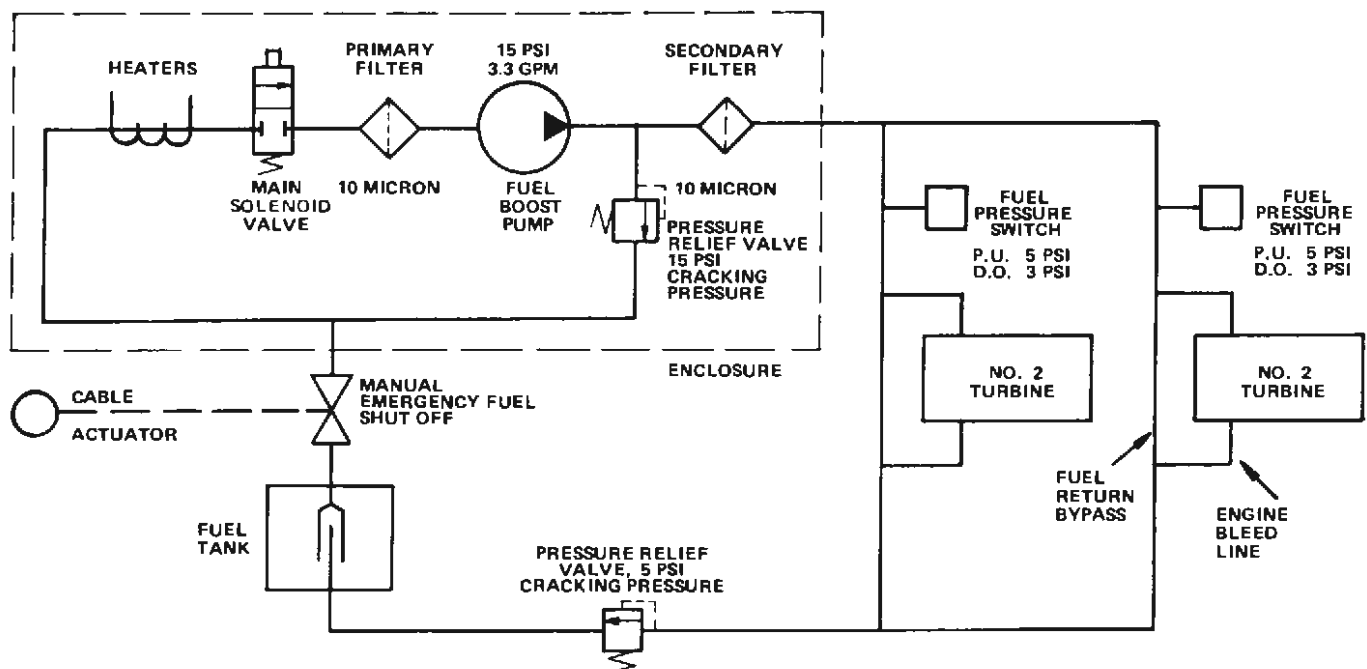 HEATERS
MAIN
SOLENOID
VALVE
PRIMARY
FILTER
10 MICRON
15 PSI
3.3 GPM
FUEL
BOOST
PUMP
SECONDARY
FILTER
10 MICRON
PRESSURE
RELIEF VALVE
15 PSI
CRACKING
PRESSURE
ENCLOSURE
FUEL
PRESSURE
SWITCH
P.U. 5 PSI
D.O. 3 PSI
FUEL
PRESSURE
SWITCH
P.U. 5 PSI
D.O. 3 PSI
NO. 2
TURBINE
NO. 2
TURBINE
CABLE
ACTUATOR
MANUAL
EMERGENCY FUEL
SHUT OFF
FUEL
TANK
PRESSURE RELIEF
VALVE, 5 PSI
CRACKING PRESSURE
FUEL
RETURN
BYPASS
ENGINE
BLEED
LINE